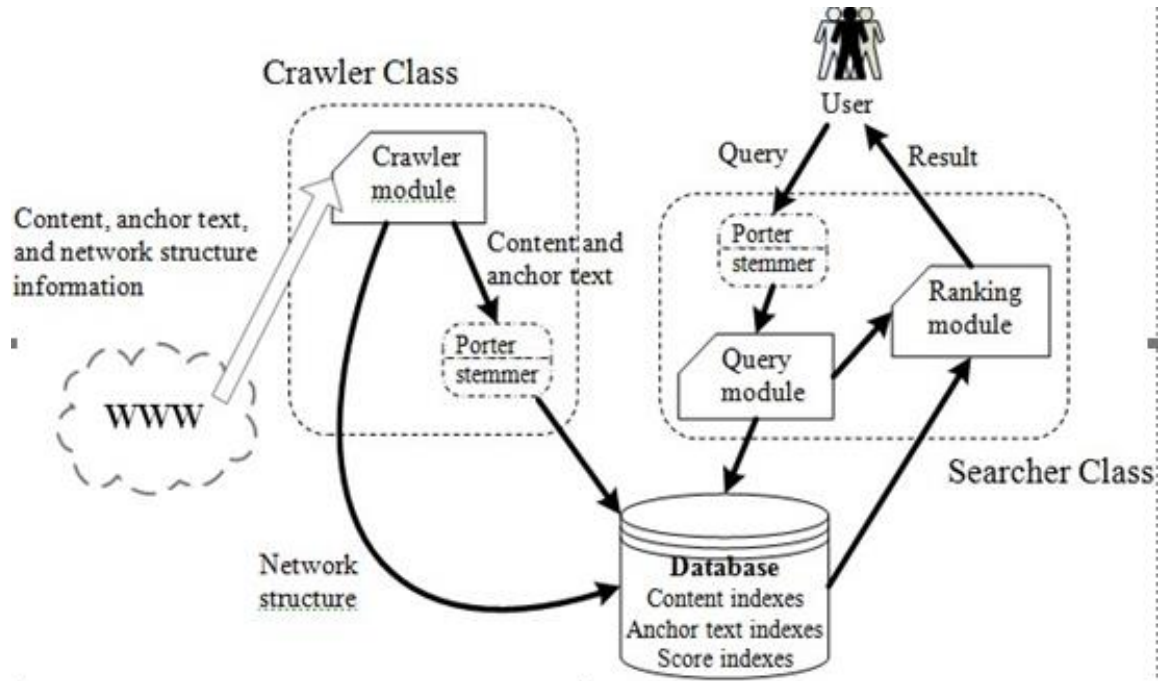 Crawler Class
Crawler
module
Content, anchor text,
and network structure
information
WWW
Content and
anchor text
Porter
stemmer
Network
structure
User
Query
Result
Porter
stemmer
Query
module
Ranking
module
Searcher Class
Database
Content indexes
Anchor text indexes
Score indexes